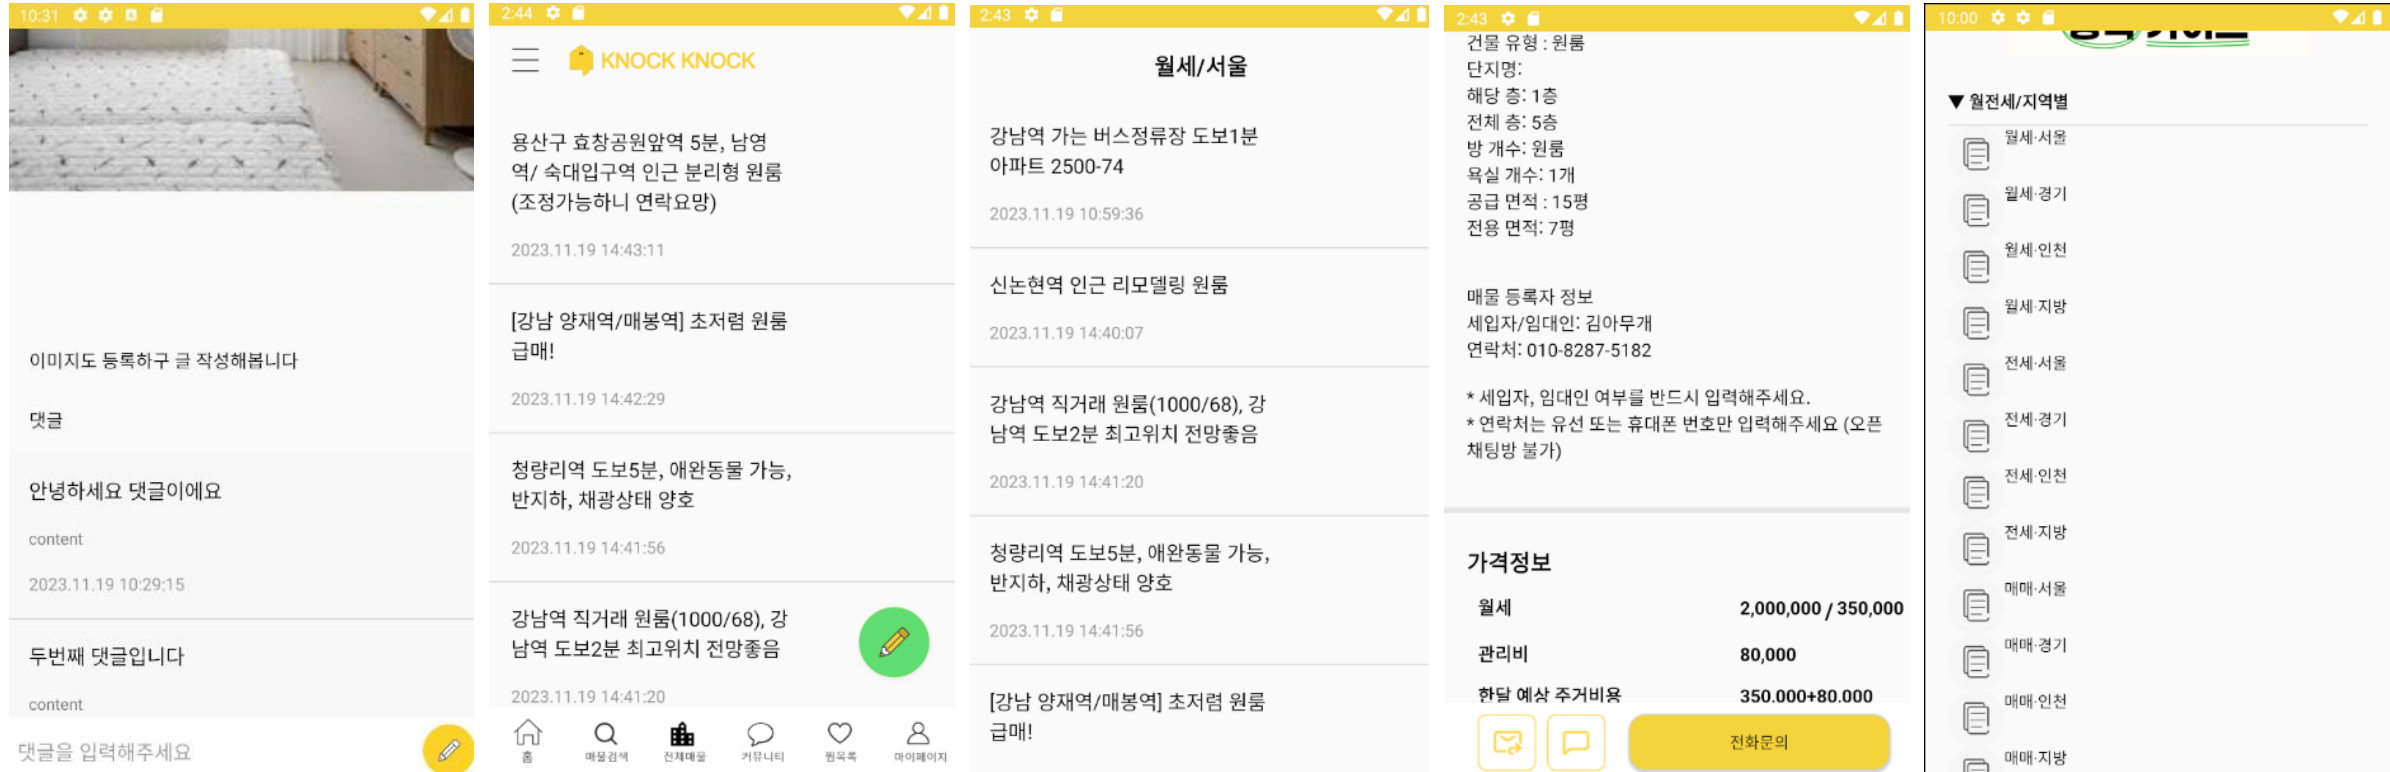 10:31
이미지도 등록하구 글 작성해봅니다
댓글
안녕하세요 댓글이에요
content
2023.11.19 10:29:15
두번째 댓글입니다
content
댓글을 입력해주세요
2:44
KNOCK KNOCK
용산구 효창공원앞역 5분, 남영
역/ 숙대입구역 인근 분리형 원룸
(조정가능하니 연락요망)
2023.11.19 14:43:11
[강남 양재역/매봉역] 초저렴 원룸
급매!
2023.11.19 14:42:29
청량리역 도보5분, 애완동물 가능,
반지하, 채광상태 양호
2023.11.19 14:41:56
강남역 직거래 원룸(1000/68), 강
남역 도보2분 최고위치 전망좋음
2023.11.19 14:41:20
홈
매물검색
전체매물
커뮤니티
찜목록
마이페이지
2:43
월세/서울
강남역 가는 버스정류장 도보1분
아파트 2500-74
2023.11.19 10:59:36
신논현역 인근 리모델링 원룸
2023.11.19 14:40:07
강남역 직거래 원룸(1000/68), 강
남역 도보2분 최고위치 전망좋음
2023.11.19 14:41:20
청량리역 도보5분, 애완동물 가능,
반지하, 채광상태 양호
2023.11.19 14:41:56
[강남 양재역/매봉역] 초저렴 원룸
급매!
2:43
건물 유형 : 원룸
단지명:
해당 층: 1층
전체 층: 5층
방 개수: 원룸
욕실 개수: 1개
공급 면적 : 15평
전용 면적: 7평
매물 등록자 정보
세입자/임대인: 김아무개
연락처: 010-8287-5182
* 세입자, 임대인 여부를 반드시 입력해주세요.
* 연락처는 유선 또는 휴대폰 번호만 입력해주세요 (오픈
채팅방 불가)
가격정보
월세 2,000,000 / 350,000
관리비 80,000
한달 예상 주거비용 350,000+80,000
전화문의
10:00
▼ 월전세/지역별
월세·서울
월세·경기
월세·인천
월세·지방
전세·서울
전세·경기
전세·인천
전세·지방
매매·서울
매매·경기
매매·인천
매매·지방